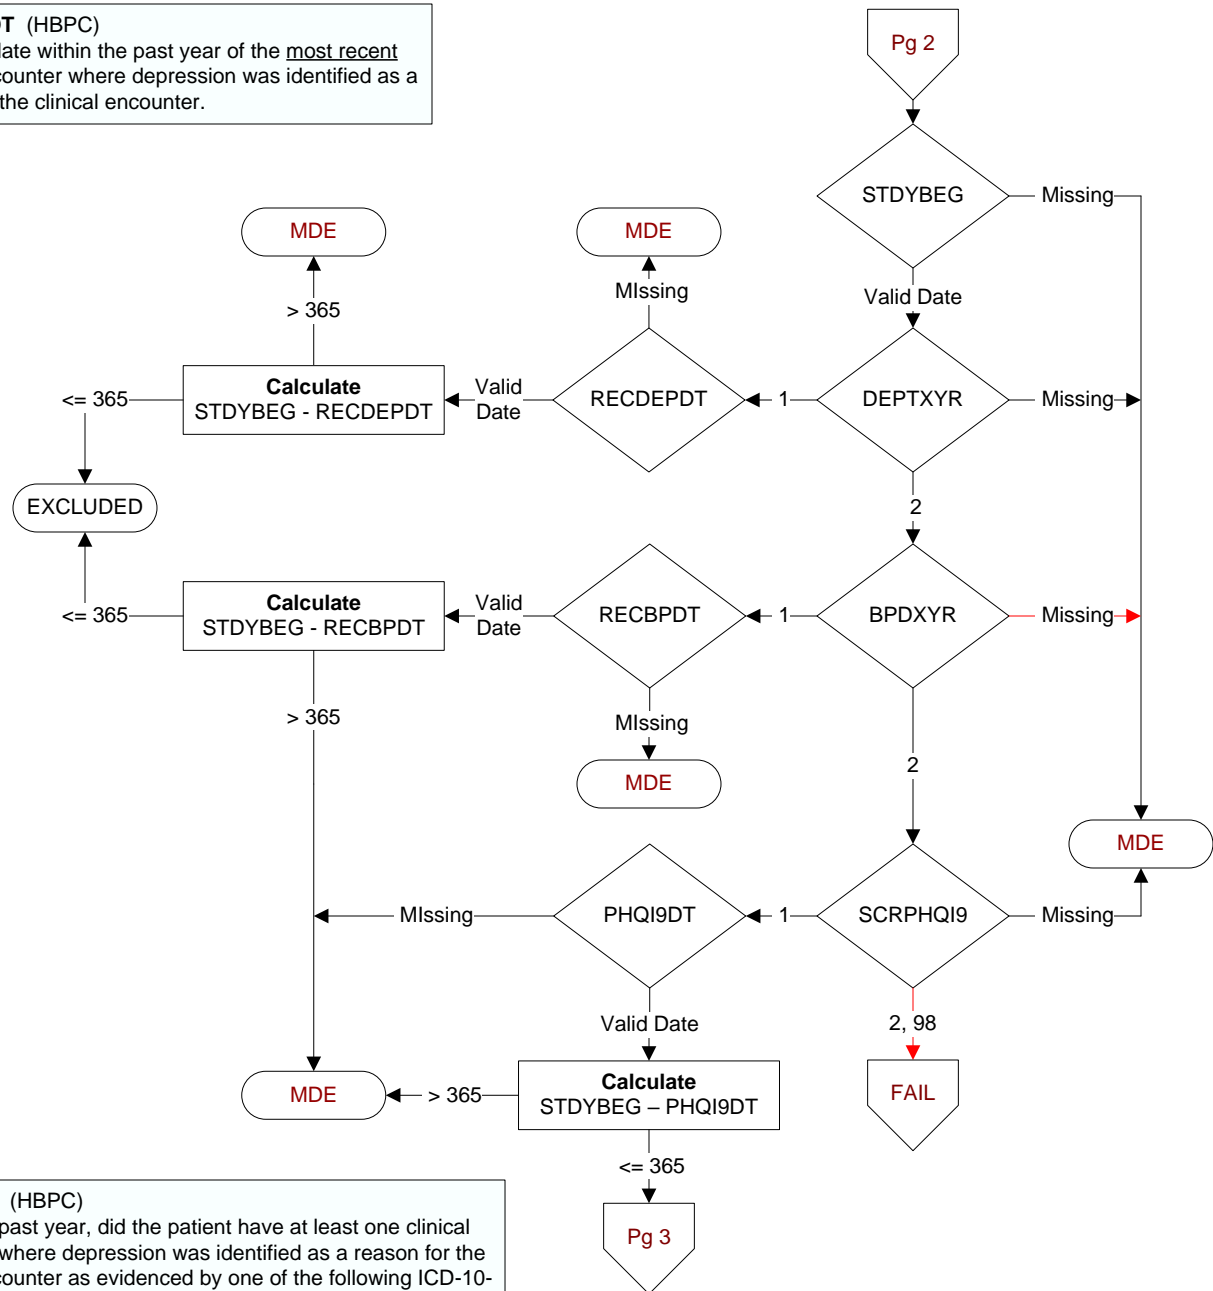 DT (HBPC)
date within the past year of the most recent
counter where depression was identified as a
the clinical encounter.
Pg 2
STDYBEG
Missing
MDE
MDE
MIssing
Valid Date
> 365
Calculate
STDYBEG - RECDEPDT
<= 365
Valid
Date
RECDEPDT
1
DEPTXYR
Missing
EXCLUDED
2
Calculate
STDYBEG - RECBPDT
<= 365
Valid
Date
RECBPDT
1
BPDXYR
Missing
> 365
MIssing
2
MDE
MDE
MIssing
PHQI9DT
1
SCRPHQI9
Missing
Valid Date
2, 98
MDE
> 365
Calculate
STDYBEG – PHQI9DT
FAIL
<= 365
Pg 3
(HBPC)
past year, did the patient have at least one clinical
where depression was identified as a reason for the
counter as evidenced by one of the following ICD-10-